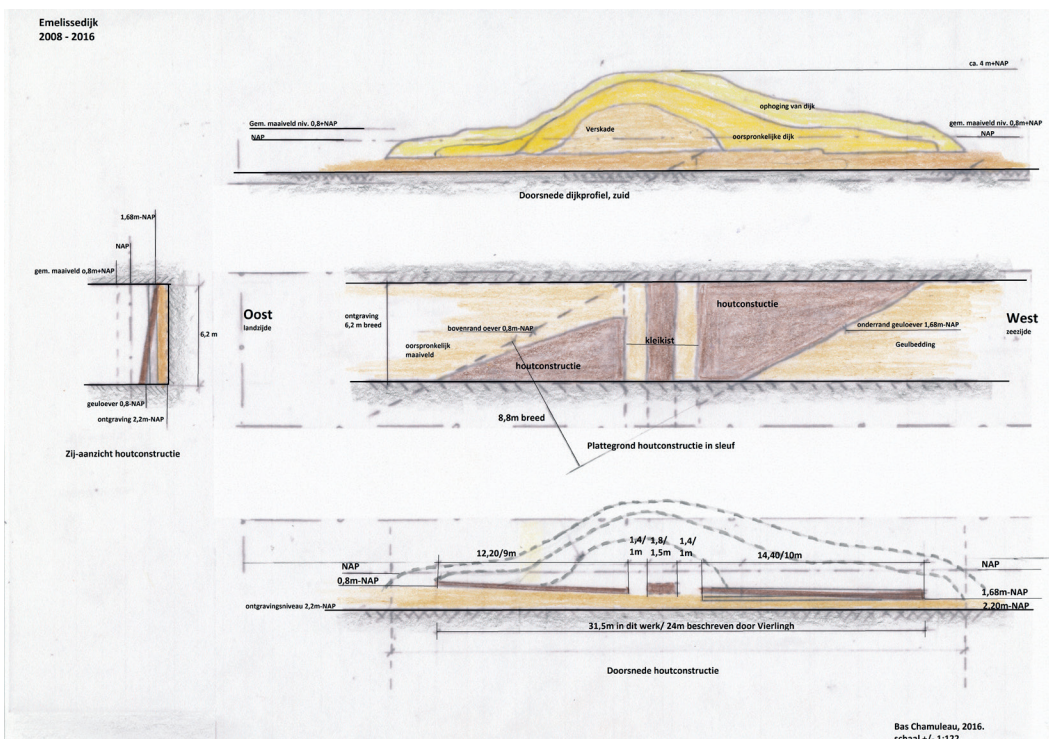 Emelissedijk
2008 - 2016
ca. 4 m+NAP
ophoging van dijk
Gem. maaiveld niv. 0,8+NAP
NAP
Verskade
oorspronkelijke dijk
gem. maaiveld niv. 0,8m+NAP
NAP
Doorsnede dijkprofiel, zuid
1,68m-NAP
NAP
gem. maaiveld 0,8m+NAP
6,2 m
geuloever 0,8-NAP
ontgraving 2,2m-NAP
Zij-aanzicht houtconstructie
Oost
landzijde
ontgraving
6,2 m breed
bovenrand oever 0,8m-NAP
oorspronkelijk
maaiveld
houtconstructie
kleikist
houtconstuctie
onderrand geuloever 1,68m-NAP
Geulbedding
West
zeezijde
8,8m breed
Plattegrond houtconstructie in sleuf
12,20/9m
1,4/
1m
1,8/
1,5m
1,4/
1m
14,40/10m
NAP
0,8m-NAP
NAP
1,68m-NAP
2.20m-NAP
ontgravingsniveau 2,2m-NAP
31,5m in dit werk/ 24m beschreven door Vierlingh
Doorsnede houtconstructie
Bas Chamuleau, 2016.
schaal +/- 1:122